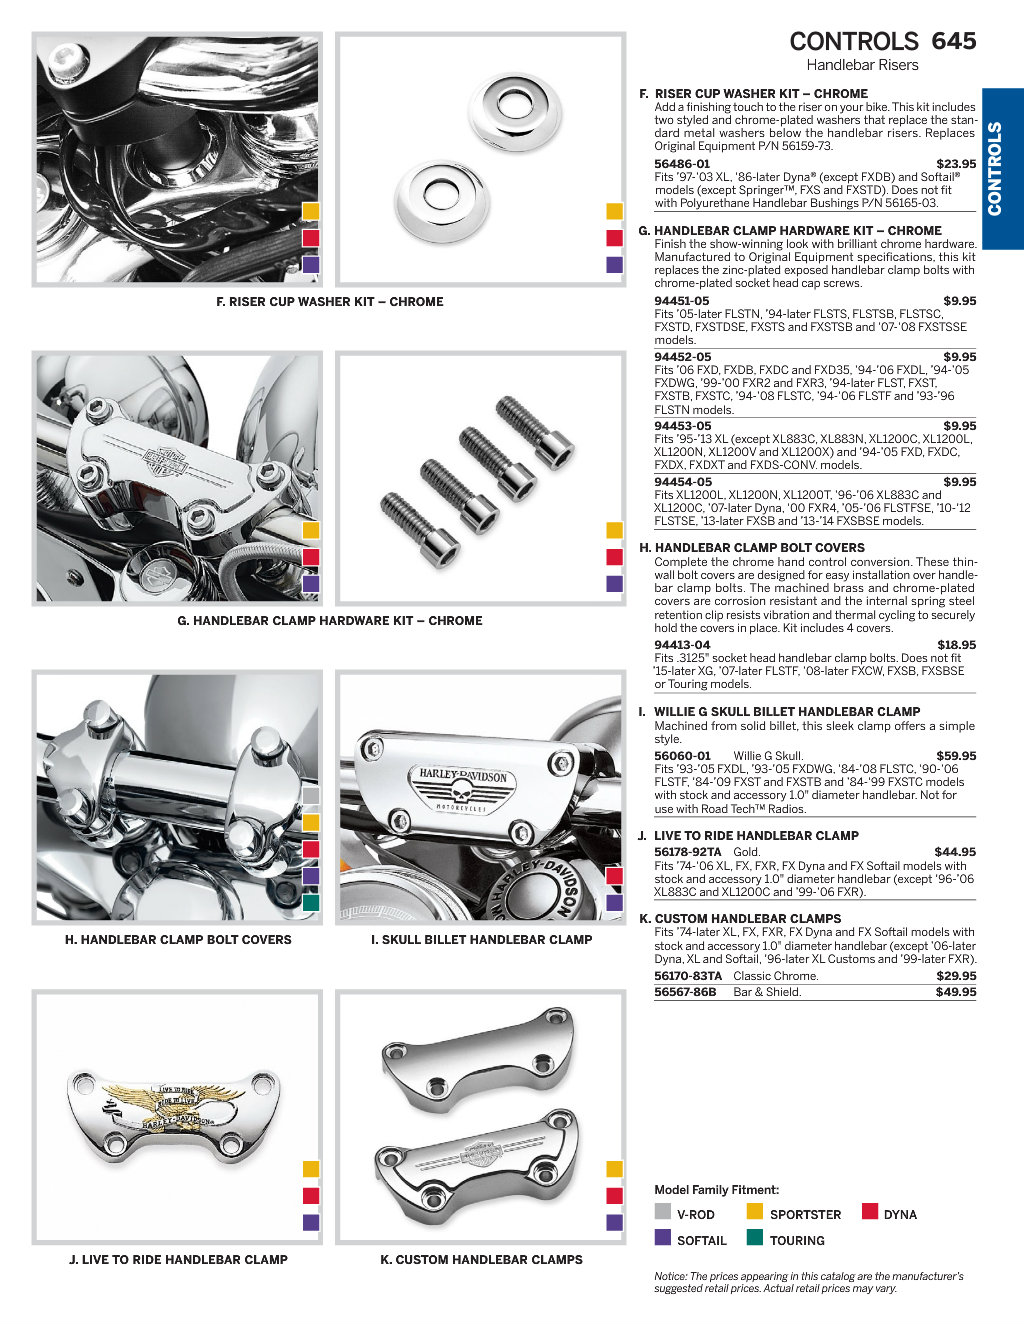 CONTROLS 645
Handlebar Risers
CONTROLS
F. RISER CUP WASHER KIT – CHROME
Add a finishing touch to the riser on your bike. This kit includes
two styled and chrome-plated washers that replace the stan-
dard metal washers below the handlebar risers. Replaces
Original Equipment P/N 56159-73.
56486-01 $23.95
Fits '97-'03 XL, '86-later Dyna® (except FXDB) and Softail®
models (except Springer™, FXS and FXSTD). Does not fit
with Polyurethane Handlebar Bushings P/N 56165-03.
G. HANDLEBAR CLAMP HARDWARE KIT – CHROME
Finish the show-winning look with brilliant chrome hardware.
Manufactured to Original Equipment specifications, this kit
replaces the zinc-plated exposed handlebar clamp bolts with
chrome-plated socket head cap screws.
94451-05 $9.95
Fits '05-later FLSTN, '94-later FLSTS, FLSTSB, FLSTSC,
FXSTD, FXSTDSE, FXSTS and FXSTSB and '07-'08 FXSTSSE
models.
94452-05 $9.95
Fits '06 FXD, FXDB, FXDC and FXD35, '94-'06 FXDL, '94-'05
FXDWG, '99-'00 FXR2 and FXR3, '94-later FLST, FXST,
FXSTB, FXSTC, '94-'08 FLSTC, '94-'06 FLSTF and '93-'96
FLSTN models.
94453-05 $9.95
Fits '95-'13 XL (except XL883C, XL883N, XL1200C, XL1200L,
XL1200N, XL1200V and XL1200X) and '94-'05 FXD, FXDC,
FXDX, FXDXT and FXDS-CONV. models.
94454-05 $9.95
Fits XL1200L, XL1200N, XL1200T, '96-'06 XL883C and
XL1200C, '07-later Dyna, '00 FXR4, '05-'06 FLSTFSE, '10-'12
FLSTSE, '13-later FXSB and '13-'14 FXSBSE models.
H. HANDLEBAR CLAMP BOLT COVERS
Complete the chrome hand control conversion. These thin-
wall bolt covers are designed for easy installation over handle-
bar clamp bolts. The machined brass and chrome-plated
covers are corrosion resistant and the internal spring steel
retention clip resists vibration and thermal cycling to securely
hold the covers in place. Kit includes 4 covers.
94413-04 $18.95
Fits .3125" socket head handlebar clamp bolts. Does not fit
'15-later XG, '07-later FLSTF, '08-later FXCW, FXSB, FXSBSE
or Touring models.
I. WILLIE G SKULL BILLET HANDLEBAR CLAMP
Machined from solid billet, this sleek clamp offers a simple
style.
56060-01 Willie G Skull. $59.95
Fits '93-'05 FXDL, '93-'05 FXDWG, '84-'08 FLSTC, '90-'06
FLSTF, '84-'09 FXST and FXSTB and '84-'99 FXSTC models
with stock and accessory 1.0" diameter handlebar. Not for
use with Road Tech™ Radios.
J. LIVE TO RIDE HANDLEBAR CLAMP
56178-92TA Gold. $44.95
Fits '74-'06 XL, FX, FXR, FX Dyna and FX Softail models with
stock and accessory 1.0" diameter handlebar (except '96-'06
XL883C and XL1200C and '99-'06 FXR).
K. CUSTOM HANDLEBAR CLAMPS
Fits '74-later XL, FX, FXR, FX Dyna and FX Softail models with
stock and accessory 1.0" diameter handlebar (except '06-later
Dyna, XL and Softail, '96-later XL Customs and '99-later FXR).
56170-83TA Classic Chrome. $29.95
56567-86B Bar & Shield. $49.95
F. RISER CUP WASHER KIT – CHROME
G. HANDLEBAR CLAMP HARDWARE KIT – CHROME
HARLEY-DAVIDSON
MOTORCYCLES
HARLEY-DAVIDSON
H. HANDLEBAR CLAMP BOLT COVERS
I. SKULL BILLET HANDLEBAR CLAMP
LIVE TO RIDE
RIDE TO LIVE
HARLEY-DAVIDSON
J. LIVE TO RIDE HANDLEBAR CLAMP
K. CUSTOM HANDLEBAR CLAMPS
Model Family Fitment:
V-ROD SPORTSTER DYNA
SOFTAIL TOURING
Notice: The prices appearing in this catalog are the manufacturer's
suggested retail prices. Actual retail prices may vary.